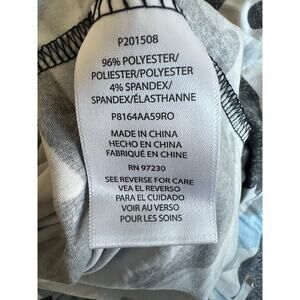 P201508
96% POLYESTER/
POLIESTER/POLYESTER
4% SPANDEX/
SPANDEX/ÉLASTHANNE
P8164AA59RO
MADE IN CHINA
HECHO EN CHINA
FABRIQUÉ EN CHINE
RN 97230
SEE REVERSE FOR CARE
VEA EL REVERSO
PARA EL CUIDADO
VOIR AU VERSO
POUR LES SOINS